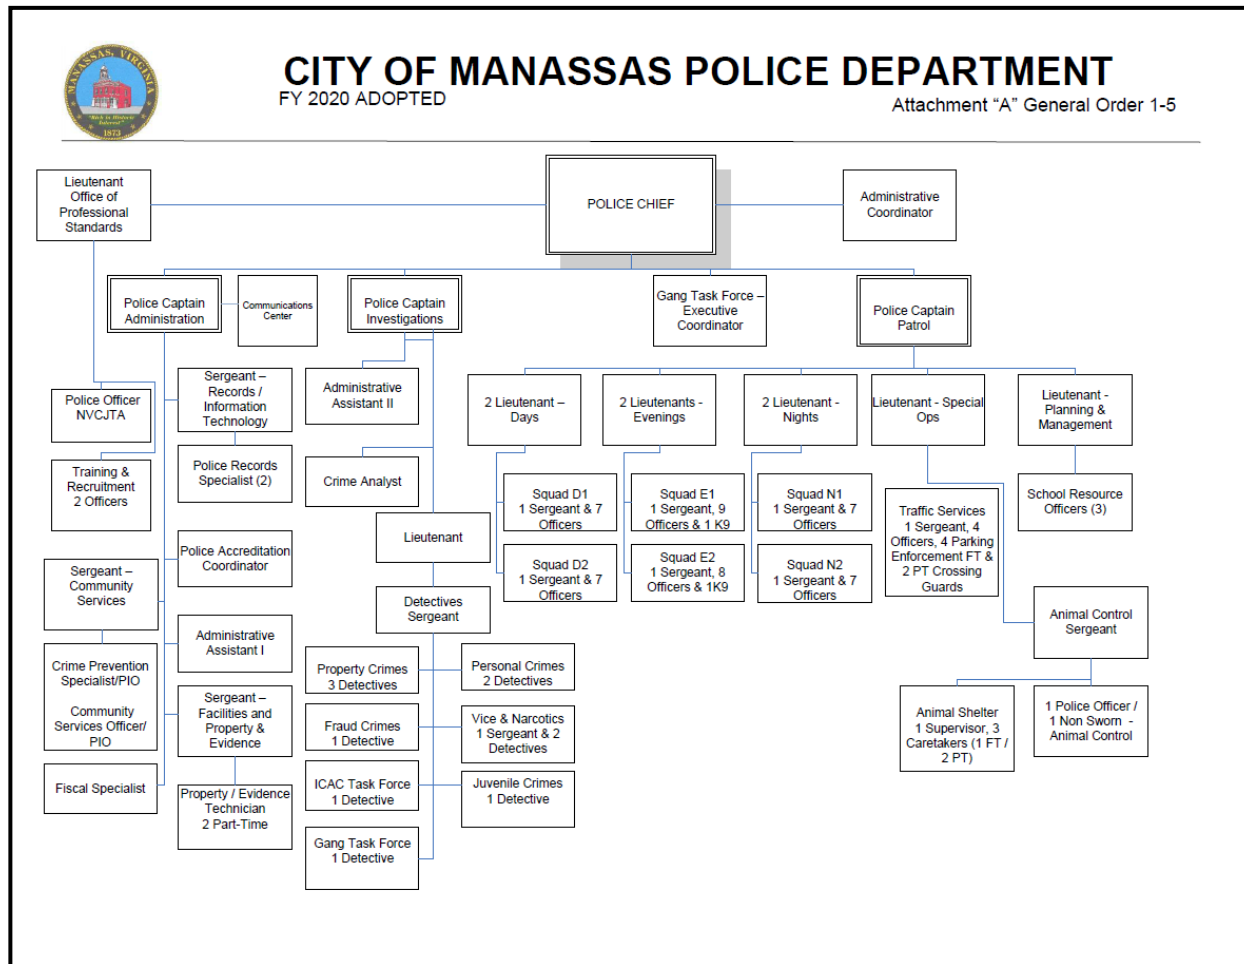 MANASSAS, VIRGINIA
1873
CITY OF MANASSAS POLICE DEPARTMENT
FY 2020 ADOPTED
Attachment “A” General Order 1-5
Lieutenant
Office of
Professional
Standards
POLICE CHIEF
Administrative
Coordinator
Police Captain
Administration
Communications
Center
Police Captain
Investigations
Gang Task Force –
Executive
Coordinator
Police Captain
Patrol
Police Officer
NVCJTA
Sergeant –
Records /
Information
Technology
Administrative
Assistant II
2 Lieutenant –
Days
2 Lieutenants -
Evenings
2 Lieutenant -
Nights
Lieutenant - Special
Ops
Lieutenant -
Planning &
Management
Training &
Recruitment
2 Officers
Police Records
Specialist (2)
Crime Analyst
Squad D1
1 Sergeant & 7
Officers
Squad E1
1 Sergeant, 9
Officers & 1 K9
Squad N1
1 Sergeant & 7
Officers
Traffic Services
1 Sergeant, 4
Officers, 4 Parking
Enforcement FT &
2 PT Crossing
Guards
School Resource
Officers (3)
Lieutenant
Police Accreditation
Coordinator
Squad D2
1 Sergeant & 7
Officers
Squad E2
1 Sergeant, 8
Officers & 1K9
Squad N2
1 Sergeant & 7
Officers
Sergeant –
Community
Services
Detectives
Sergeant
Animal Control
Sergeant
Administrative
Assistant I
Crime Prevention
Specialist/PIO
Community
Services Officer/
PIO
Property Crimes
3 Detectives
Personal Crimes
2 Detectives
Sergeant –
Facilities and
Property &
Evidence
Fraud Crimes
1 Detective
Vice & Narcotics
1 Sergeant & 2
Detectives
Animal Shelter
1 Supervisor, 3
Caretakers (1 FT /
2 PT)
1 Police Officer /
1 Non Sworn -
Animal Control
Fiscal Specialist
Property / Evidence
Technician
2 Part-Time
ICAC Task Force
1 Detective
Juvenile Crimes
1 Detective
Gang Task Force
1 Detective